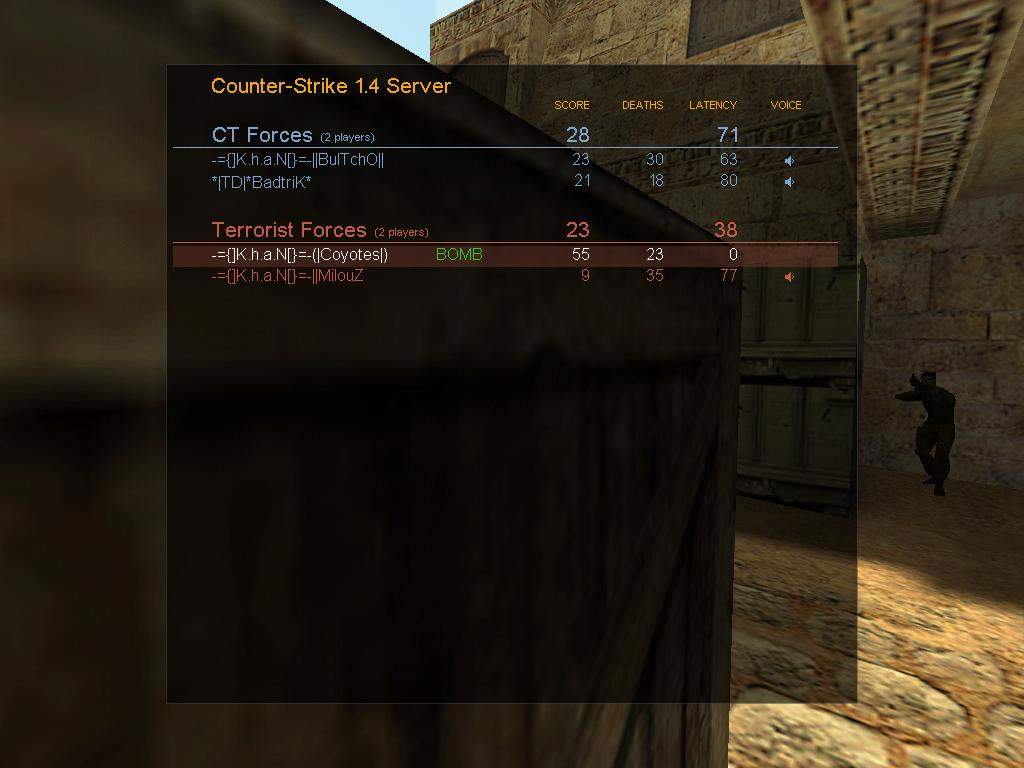 Counter-Strike 1.4 Server
SCORE DEATHS LATENCY VOICE
CT Forces (2 players) 28 71
-={]K.h.a.N[}=-||BulTchO|| 23 30 63
*|TD|*BadtriK* 21 18 80
Terrorist Forces (2 players) 23 38
-={]K.h.a.N[}=-(|Coyotes|) BOMB 55 23 0
-={]K.h.a.N[}=-||MilouZ 9 35 77